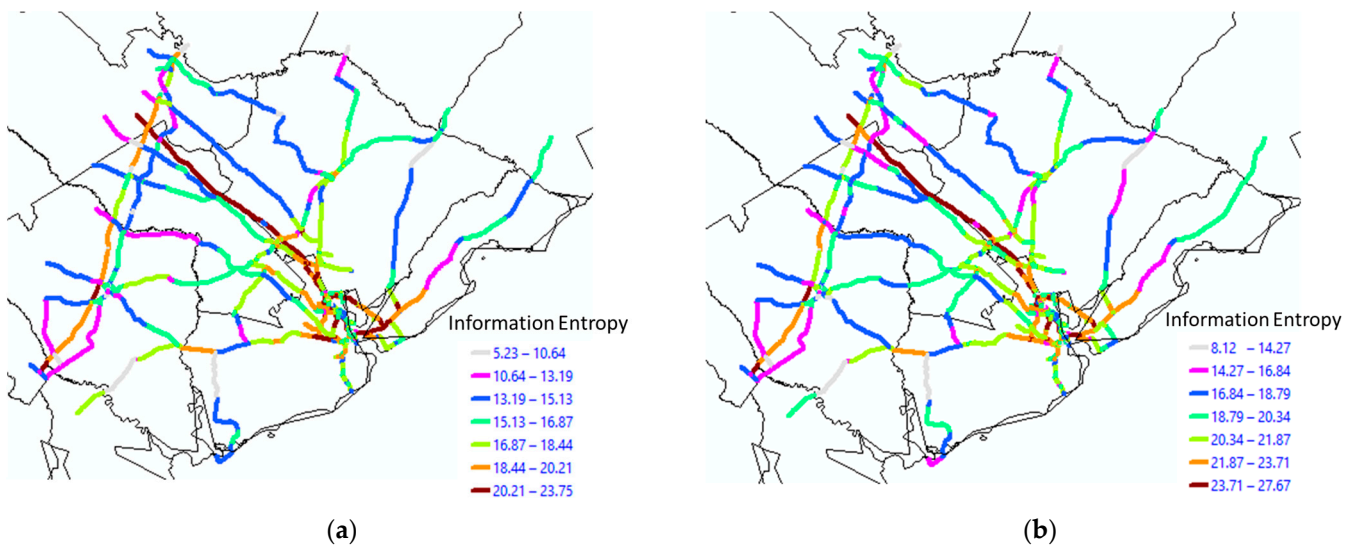 Information Entropy
5.23 – 10.64
10.64 – 13.19
13.19 – 15.13
15.13 – 16.87
16.87 – 18.44
18.44 – 20.21
20.21 – 23.75
(a)
Information Entropy
8.12 – 14.27
14.27 – 16.84
16.84 – 18.79
18.79 – 20.34
20.34 – 21.87
21.87 – 23.71
23.71 – 27.67
(b)